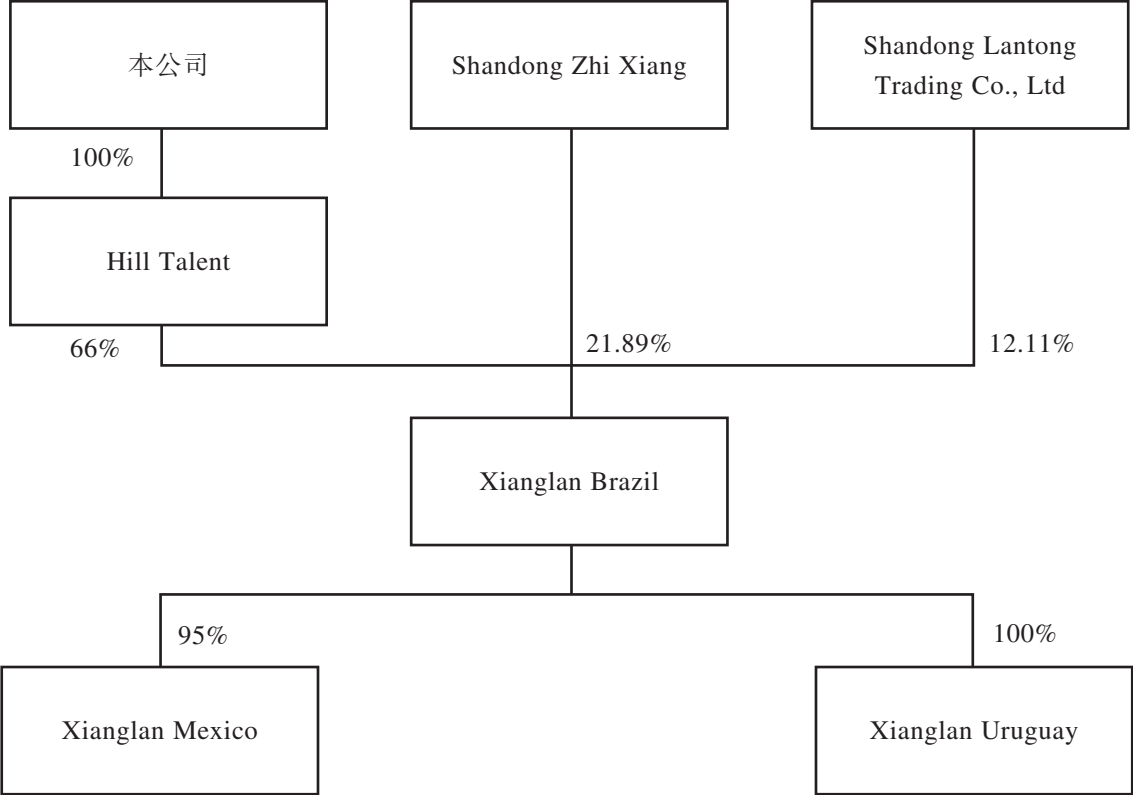 本公司
Shandong Zhi Xiang
Shandong Lantong
Trading Co., Ltd
100%
Hill Talent
66%
21.89%
12.11%
Xianglan Brazil
95%
100%
Xianglan Mexico
Xianglan Uruguay